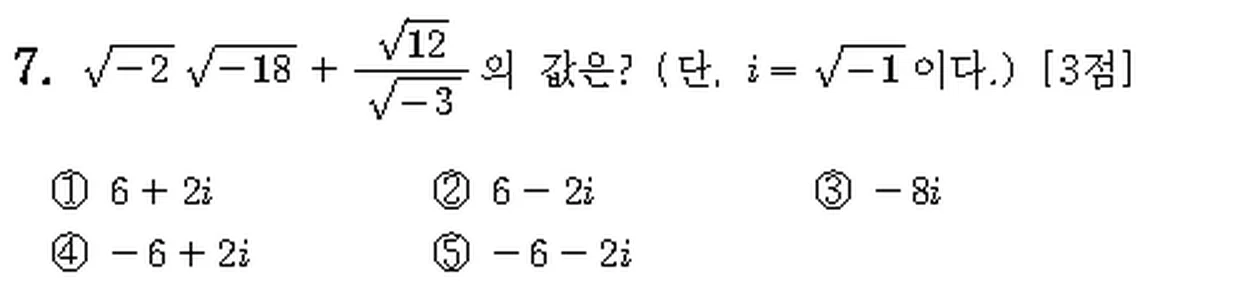 7. √-2 √-18 + √12/√-3 의 값은? (단, i = √-1 이다.) [3점]
① 6 + 2i ② 6 - 2i ③ -8i
④ -6 + 2i ⑤ -6 - 2i